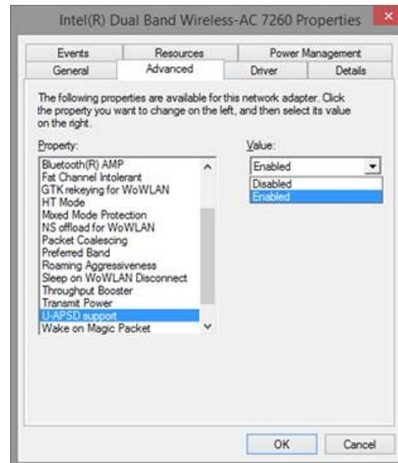 Intel(R) Dual Band Wireless-AC 7260 Properties
Events Resources Power Management
General Advanced Driver Details
The following properties are available for this network adapter. Click
the property you want to change on the left, and then select its value
on the right.
Property: Value:
Bluetooth(R) AMP
Fat Channel Intolerant
GTK rekeying for WoWLAN
HT Mode
Mixed Mode Protection
NS offload for WoWLAN
Packet Coalescing
Preferred Band
Roaming Aggressiveness
Sleep on WoWLAN Disconnect
Throughput Booster
Transmit Power
U-APSD support
Wake on Magic Packet
Enabled
Disabled
Enabled
OK Cancel